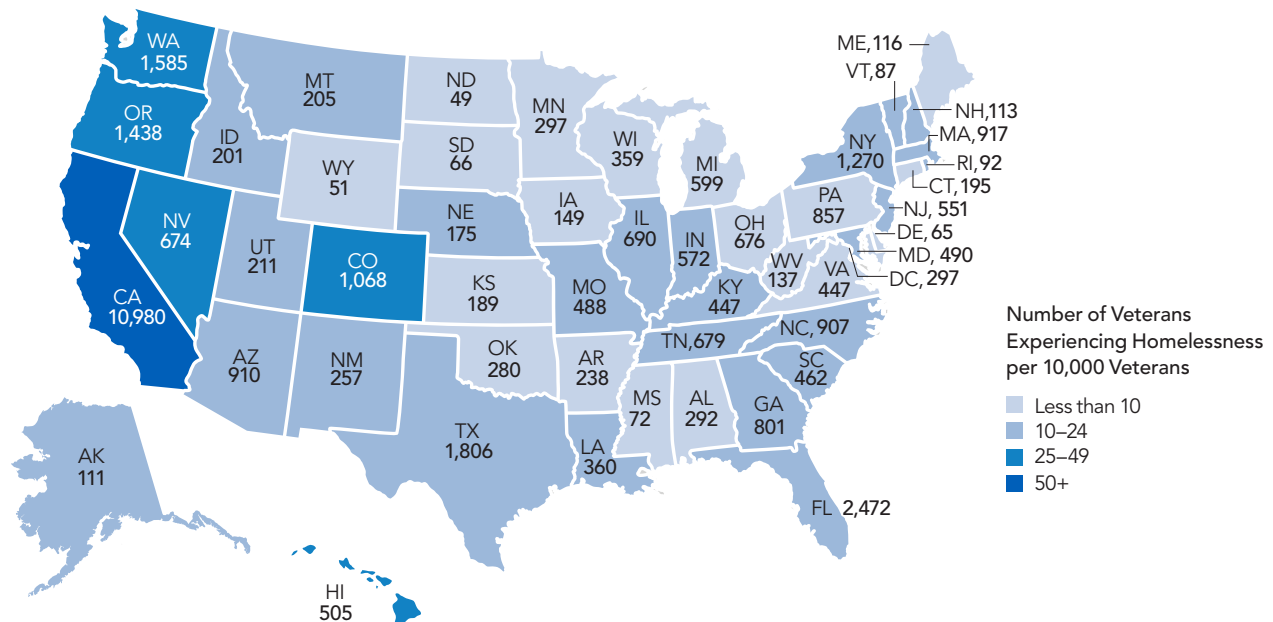 WA
1,585
OR
1,438
CA
10,980
NV
674
ID
201
MT
205
WY
51
UT
211
CO
1,068
AZ
910
NM
257
ND
49
SD
66
NE
175
KS
189
OK
280
TX
1,806
MN
297
IA
149
MO
488
AR
238
LA
360
WI
359
IL
690
MI
599
IN
572
OH
676
KY
447
TN, 679
MS
72
AL
292
GA
801
FL 2,472
SC
462
NC, 907
VA
447
WV
137
PA
857
NY
1,270
ME, 116
VT, 87
NH, 113
MA, 917
RI, 92
CT, 195
NJ, 551
DE, 65
MD, 490
DC, 297
AK
111
HI
505
Number of Veterans
Experiencing Homelessness
per 10,000 Veterans
Less than 10
10–24
25–49
50+